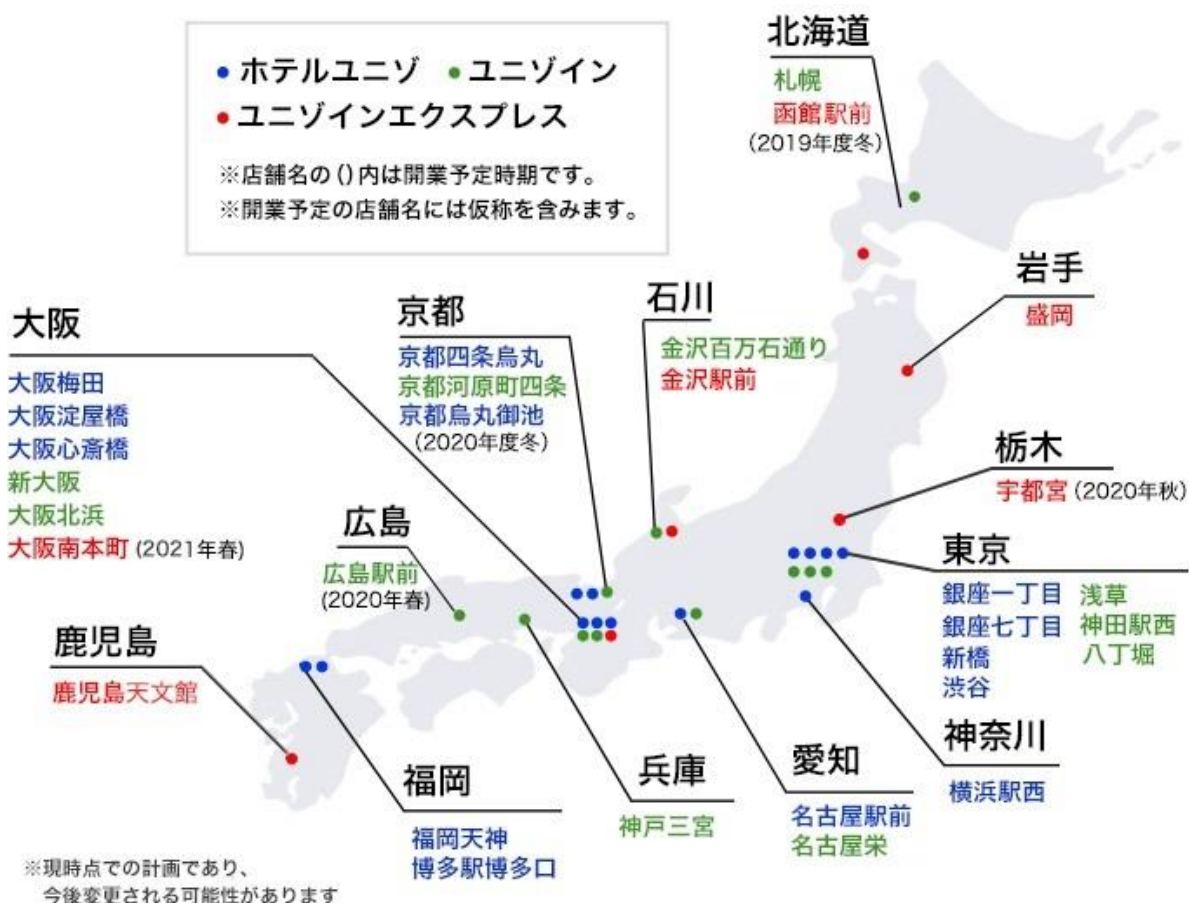 ● ホテルユニゾ ● ユニゾイン
● ユニゾインエクスプレス
※店舗名の()内は開業予定時期です。
※開業予定の店舗名には仮称を含みます。
北海道
札幌
函館駅前
(2019年度冬)
岩手
盛岡
石川
金沢百万石通り
金沢駅前
京都
京都四条烏丸
京都河原町四条
京都烏丸御池
(2020年度冬)
大阪
大阪梅田
大阪淀屋橋
大阪心斎橋
新大阪
大阪北浜
大阪南本町 (2021年春)
栃木
宇都宮 (2020年秋)
広島
広島駅前
(2020年春)
東京
銀座一丁目 浅草
銀座七丁目 神田駅西
新橋 八丁堀
渋谷
鹿児島
鹿児島天文館
神奈川
横浜駅西
愛知
名古屋駅前
名古屋栄
兵庫
神戸三宮
福岡
福岡天神
博多駅博多口
※現時点での計画であり、
今後変更される可能性があります